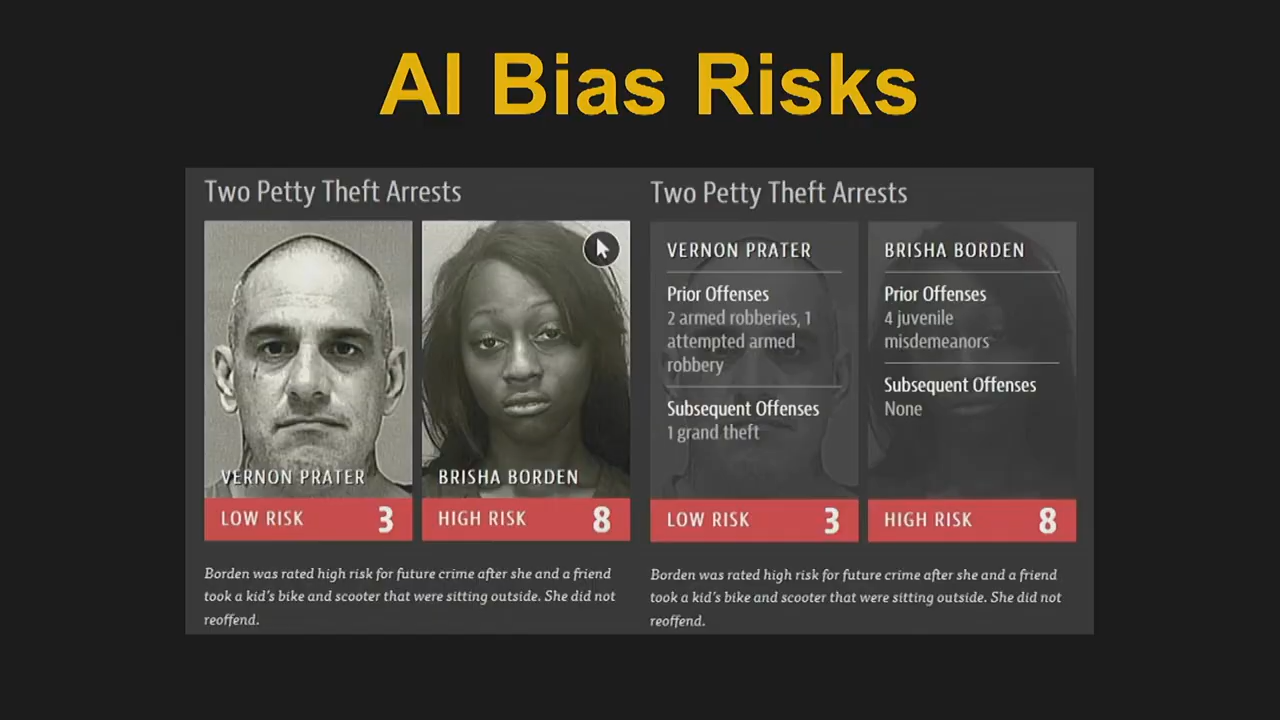 AI Bias Risks
Two Petty Theft Arrests
VERNON PRATER
LOW RISK 3
BRISHA BORDEN
HIGH RISK 8
Borden was rated high risk for future crime after she and a friend
took a kid's bike and scooter that were sitting outside. She did not
reoffend.
Two Petty Theft Arrests
VERNON PRATER
Prior Offenses
2 armed robberies, 1
attempted armed
robbery
Subsequent Offenses
1 grand theft
LOW RISK 3
BRISHA BORDEN
Prior Offenses
4 juvenile
misdemeanors
Subsequent Offenses
None
HIGH RISK 8
Borden was rated high risk for future crime after she and a friend
took a kid's bike and scooter that were sitting outside. She did not
reoffend.